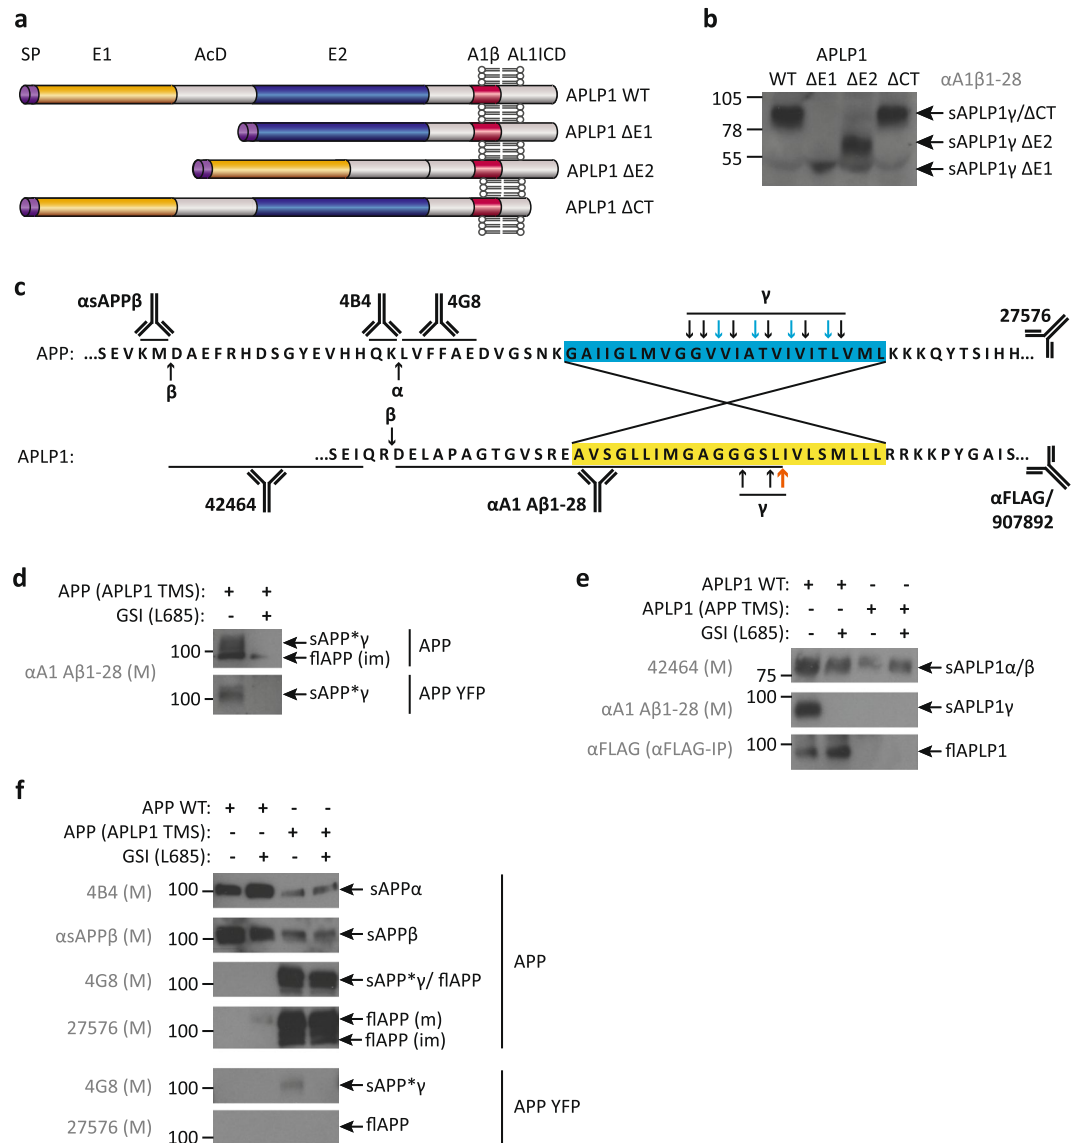 a
SP E1 AcD E2 A1β AL1ICD
APLP1 WT
APLP1 ΔE1
APLP1 ΔE2
APLP1 ΔCT
b
APLP1
WT ΔE1 ΔE2 ΔCT αA1β1-28
105
78
55
sAPLP1γ/ΔCT
sAPLP1γ ΔE2
sAPLP1γ ΔE1
c
αsAPPβ 4B4 4G8 γ 27576
APP: ...SEVKMDAEFRHDSGYEVHHQKLVFFAEDVGSNKGAIIGLMVGGVVIATVIVITLVMLKKKQYTSIHH...
β α
β
APLP1: ...SEIQRDELAPAGTGVSREAVSGLLIMGAGGGSLIVLSMLLLRRKKPYGAIS...
42464 αA1 Aβ1-28 γ αFLAG/
907892
d
APP (APLP1 TMS): + +
GSI (L685): - +
αA1 Aβ1-28 (M)
100 sAPP*γ
flAPP (im)
APP
100 sAPP*γ APP YFP
e
APLP1 WT: + + - -
APLP1 (APP TMS): - - + +
GSI (L685): - + - +
42464 (M) 75 sAPLP1α/β
αA1 Aβ1-28 (M) 100 sAPLP1γ
αFLAG (αFLAG-IP) 100 flAPLP1
f
APP WT: + + - -
APP (APLP1 TMS): - - + +
GSI (L685): - + - +
4B4 (M) 100 sAPPα
αsAPPβ (M) 100 sAPPβ
APP
4G8 (M) 100 sAPP*γ/ flAPP
27576 (M) 100 flAPP (m)
flAPP (im)
4G8 (M) 100 sAPP*γ
APP YFP
27576 (M) 100 flAPP